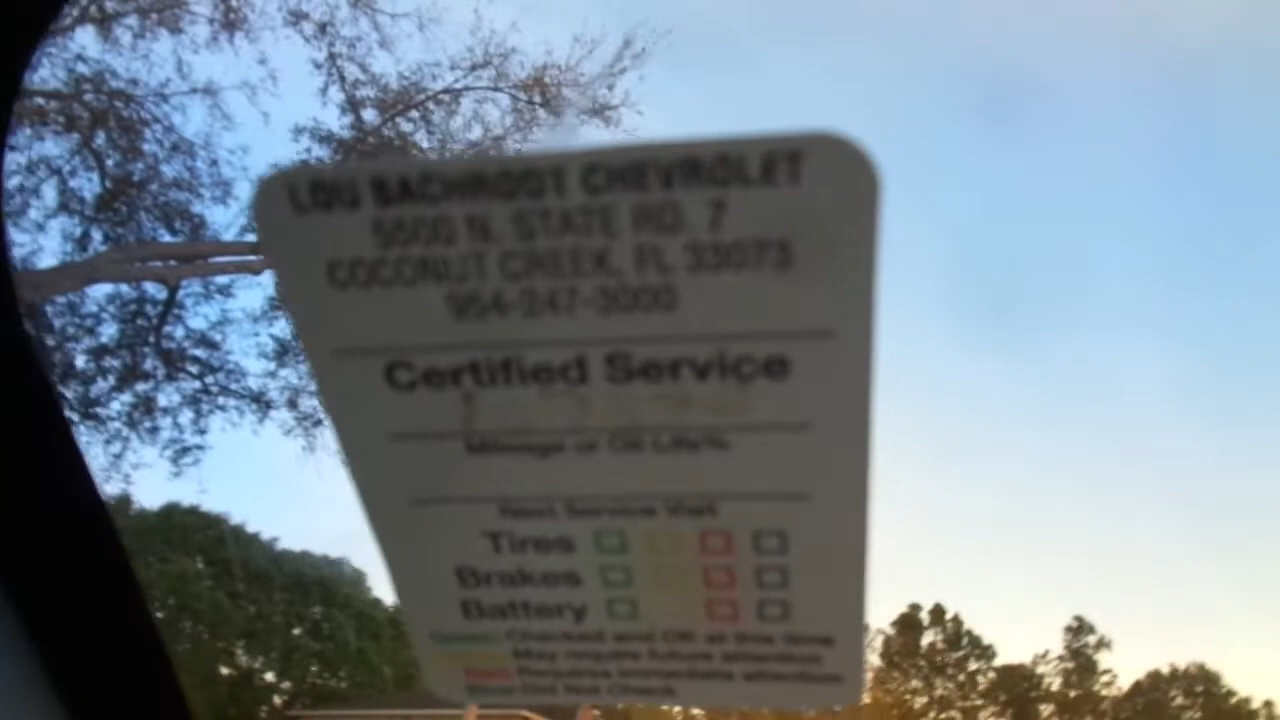 LOU BACHRODT CHEVROLET
5500 N. STATE RD. 7
COCONUT CREEK, FL 33073
954-247-3000
Certified Service
Mileage or Oil Life%
Next Service Visit
Tires
Brakes
Battery
Green: Checked and OK at this time
May require future attention
Requires immediate attention
Did Not Check